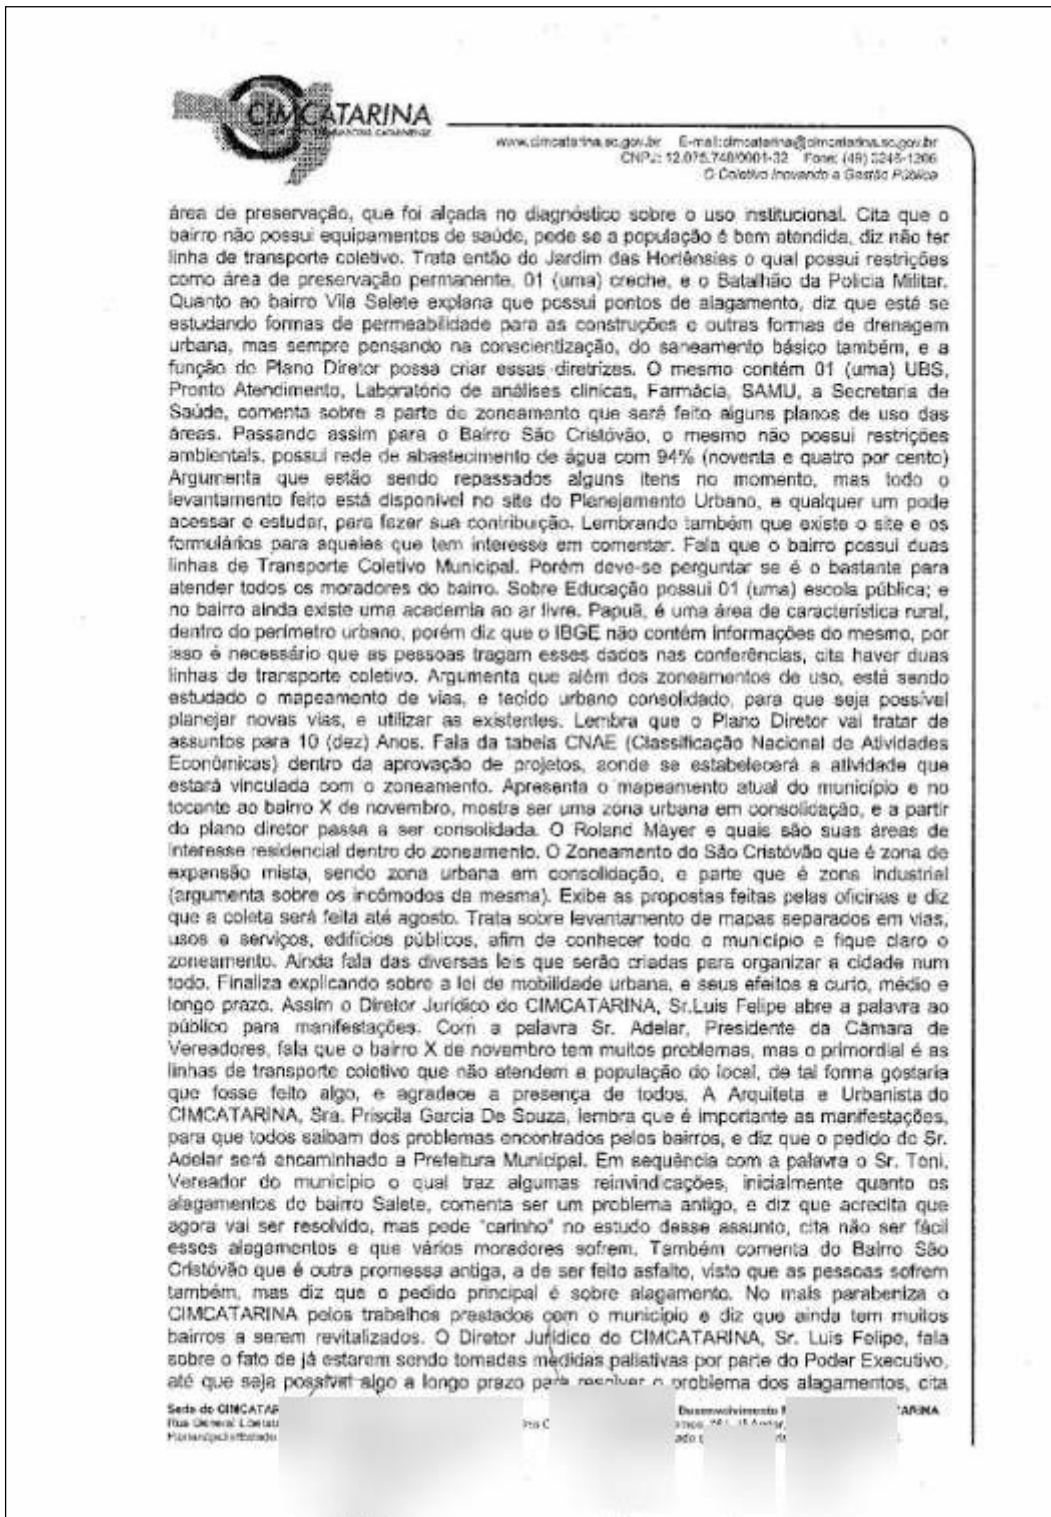 CIMCATARINA
www.cimcatarina.sc.gov.br E-mail:cimcatarina@cimcatarina.sc.gov.br
CNPJ: 12.075.748/0001-32 Fone: (48)
O Coletivo Inovando a Gestão Pública
área de preservação, que foi alçada no diagnóstico sobre o uso institucional. Cita que o
bairro não possui equipamentos de saúde, pede se a população é bem atendida, diz não ter
linha de transporte coletivo. Trata então do Jardim das Hortênsias o qual possui restrições
como área de preservação permanente, 01 (uma) creche, e o Batalhão da Policia Militar.
Quanto ao bairro Vila Salete explana que possui pontos de alagamento, diz que está se
estudando formas de permeabilidade para as construções e outras formas de drenagem
urbana, mas sempre pensando na conscientização, do saneamento básico também, e a
função do Plano Diretor possa criar essas diretrizes. O mesmo contém 01 (uma) UBS,
Pronto Atendimento, Laboratório de análises clinicas, Farmácia, SAMU, a Secretaria de
Saúde, comenta sobre a parte de zoneamento que será feito alguns planos de uso das
áreas. Passando assim para o Bairro São Cristóvão, o mesmo não possui restrições
ambientais, possui rede de abastecimento de água com 94% (noventa e quatro por cento)
Argumenta que estão sendo repassados alguns itens no momento, mas todo o
levantamento feito está disponível no site do Planejamento Urbano, e qualquer um pode
acessar e estudar, para fazer sua contribuição. Lembrando também que existe o site e os
formulários para aqueles que tem interesse em comentar. Fala que o bairro possui duas
linhas de Transporte Coletivo Municipal. Porém deve-se perguntar se é o bastante para
atender todos os moradores do bairro. Sobre Educação possui 01 (uma) escola pública; e
no bairro ainda existe uma academia ao ar livre. Papuã, é uma área de característica rural,
dentro do perímetro urbano, porém diz que o IBGE não contém informações do mesmo, por
isso é necessário que as pessoas tragam esses dados nas conferências, cita haver duas
linhas de transporte coletivo. Argumenta que além dos zoneamentos de uso, está sendo
estudado o mapeamento de vias, e tecido urbano consolidado, para que seja possível
planejar novas vias, e utilizar as existentes. Lembra que o Plano Diretor vai tratar de
assuntos para 10 (dez) Anos. Fala da tabela CNAE (Classificação Nacional de Atividades
Econômicas) dentro da aprovação de projetos, aonde se estabelecerá a atividade que
estará vinculada com o zoneamento. Apresenta o mapeamento atual do município e no
tocante ao bairro X de novembro, mostra ser uma zona urbana em consolidação, e a partir
do plano diretor passa a ser consolidada. O Roland Mayer e quais são suas áreas de
interesse residencial dentro do zoneamento. O Zoneamento do São Cristóvão que é zona de
expansão mista, sendo zona urbana em consolidação, e parte que é zona industrial
(argumenta sobre os incômodos da mesma). Exibe as propostas feitas pelas oficinas e diz
que a coleta será feita até agosto. Trata sobre levantamento de mapas separados em vias,
usos e serviços, edifícios públicos, afim de conhecer todo o município e fique claro o
zoneamento. Ainda fala das diversas leis que serão criadas para organizar a cidade num
todo. Finaliza explicando sobre a lei de mobilidade urbana, e seus efeitos a curto, médio e
longo prazo. Assim o Diretor Jurídico do CIMCATARINA, Sr.Luis Felipe abre a palavra ao
público para manifestações. Com a palavra Sr. Adelar, Presidente da Câmara de
Vereadores, fala que o bairro X de novembro tem muitos problemas, mas o primordial é as
linhas de transporte coletivo que não atendem a população do local, de tal forma gostaria
que fosse feito algo, e agradece a presença de todos. A Arquiteta e Urbanista do
CIMCATARINA, Sra. Priscila Garcia De Souza, lembra que é importante as manfestações,
para que todos saibam dos problemas encontrados pelos bairros, e diz que o pedido do Sr.
Adelar será encaminhado a Prefeitura Municipal. Em sequência com a palavra o Sr. Toni,
Vereador do município o qual traz algumas reinvindicações, inicialmente quanto os
alagamentos do bairro Salete, comenta ser um problema antigo, e diz que acredita que
agora vai ser resolvido, mas pede "carinho" no estudo desse assunto, cita não ser fácil
esses alagamentos e que vários moradores sofrem. Também comenta do Bairro São
Cristóvão que é outra promessa antiga, a de ser feito asfalto, visto que as pessoas sofrem
também, mas diz que o pedido principal é sobre alagamento. No mais parabeniza o
CIMCATARINA pelos trabalhos prestados com o município e diz que ainda tem muitos
bairros a serem revitalizados. O Diretor Jurídico do CIMCATARINA, Sr. Luis Felipe, fala
sobre o fato de já estarem sendo tomadas medidas paliativas por parte do Poder Executivo,
até que seja possível algo a longo prazo para resolver o problema dos alagamentos, cita
Sede do CIMCATAR Desenvolvimento ARINA
Rua General